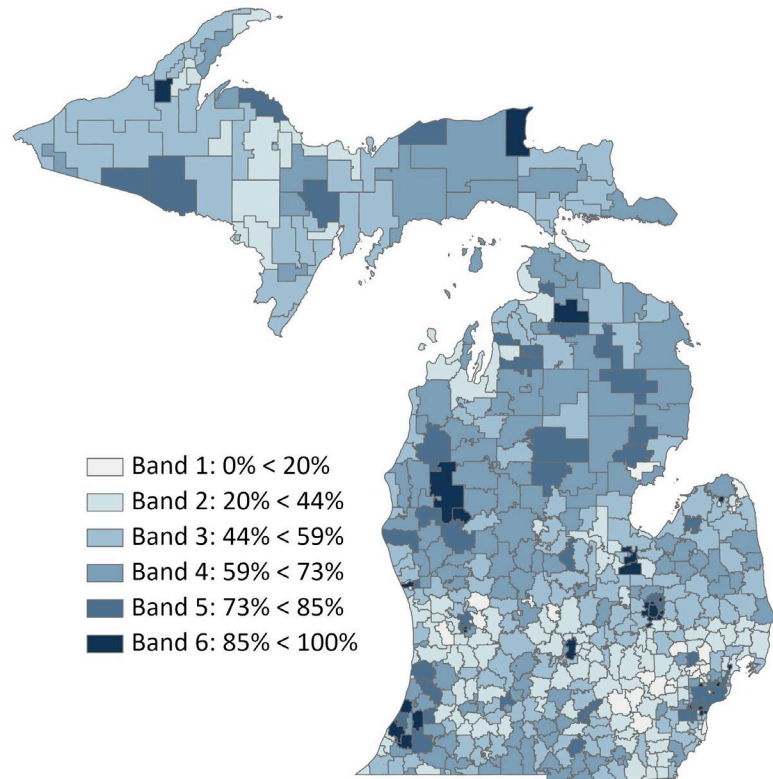 Band 1: 0% < 20%
Band 2: 20% < 44%
Band 3: 44% < 59%
Band 4: 59% < 73%
Band 5: 73% < 85%
Band 6: 85% < 100%